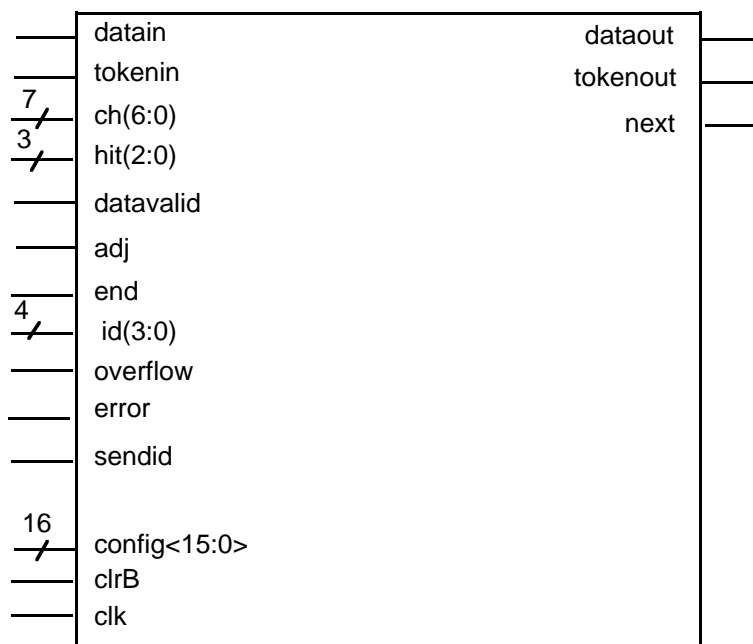 datain
dataout
tokenin
tokenout
7
ch(6:0)
next
3
hit(2:0)
datavalid
adj
end
4
id(3:0)
overflow
error
sendid
16
config<15:0>
clrB
clk